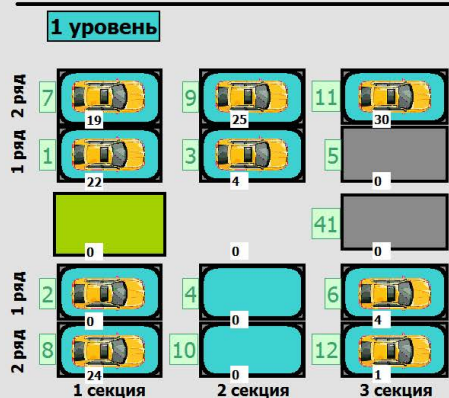 1 уровень
2 ряд 7 19 9 25 11 30
1 ряд 1 22 3 4 5 0
0 0 41 0
1 ряд 2 0 4 0 6 4
2 ряд 8 24 10 0 12 1
1 секция 2 секция 3 секция